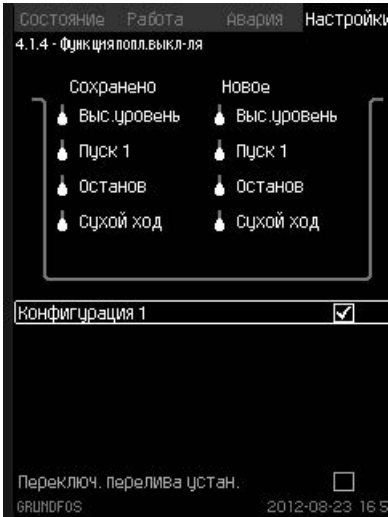 Состояние Работа Авария Настройки
4.1.4 - Функция попл.выкл-ля
Сохранено Новое
Выс.уровень Выс.уровень
Пуск 1 Пуск 1
Останов Останов
Сухой ход Сухой ход
Конфигурация 1
Переключ. перелива устан.
GRUNDFOS 2012-08-23 16:5